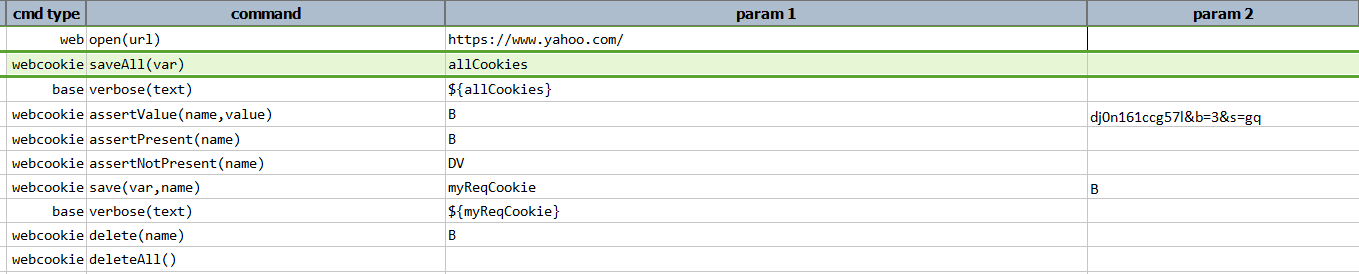 cmd type command param 1 param 2
web open(url) https://www.yahoo.com/
webcookie saveAll(var) allCookies
base verbose(text) ${allCookies}
webcookie assertValue(name,value) B dj0n161ccg57l&b=3&s=gq
webcookie assertPresent(name) B
webcookie assertNotPresent(name) DV
webcookie save(var,name) myReqCookie B
base verbose(text) ${myReqCookie}
webcookie delete(name) B
webcookie deleteAll()